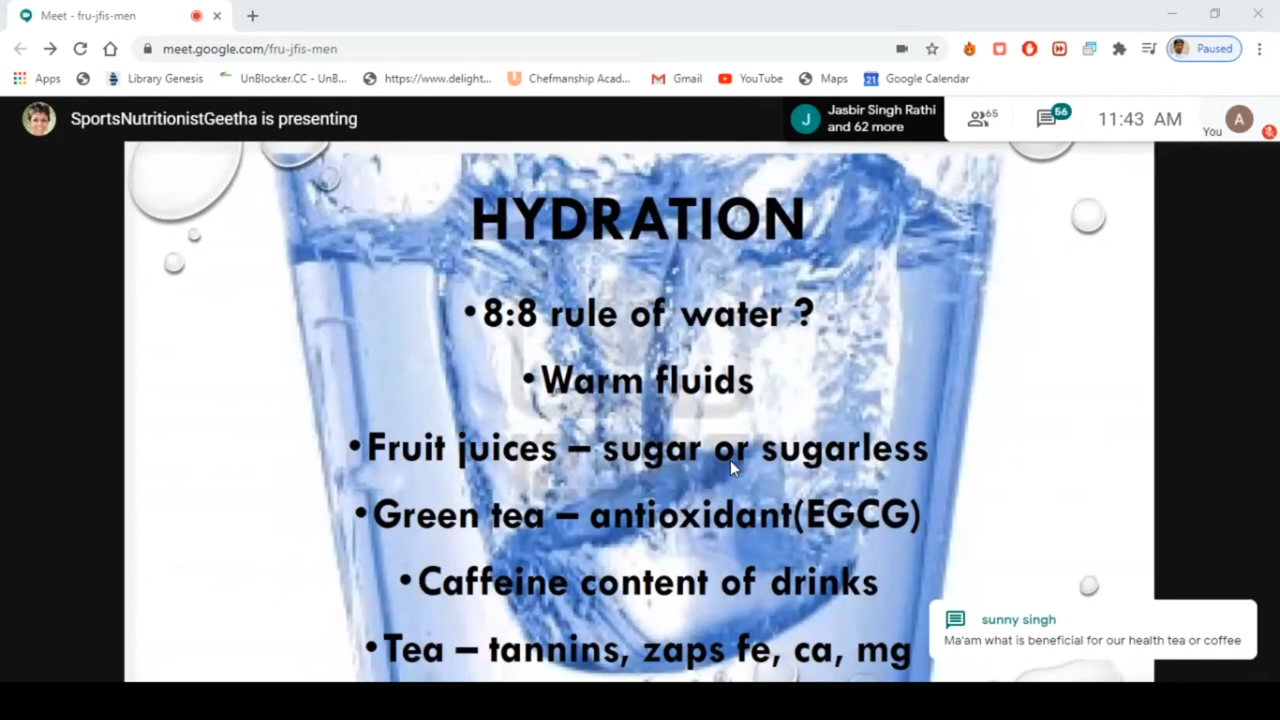 Meet - fru-jfis-men
meet.google.com/fru-jfis-men
Paused
Apps
Library Genesis
UnBlocker.CC - UnB...
https://www.delight...
Chefmanship Acad...
Gmail
YouTube
Maps
21
Google Calendar
SportsNutritionistGeetha is presenting
J
Jasbir Singh Rathi
and 62 more
65
56
11:43 AM
You
A
HYDRATION
•8:8 rule of water ?
•Warm fluids
•Fruit juices – sugar or sugarless
•Green tea – antioxidant(EGCG)
•Caffeine content of drinks
•Tea – tannins, zaps fe, ca, mg
sunny singh
Ma'am what is beneficial for our health tea or coffee